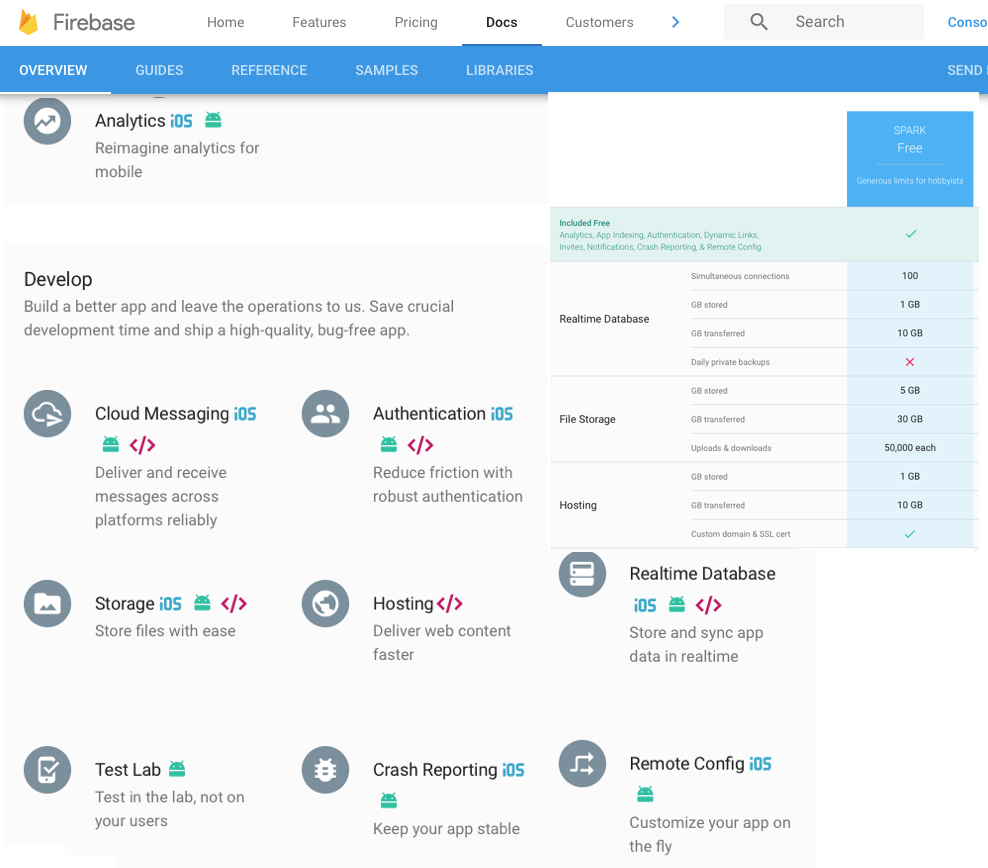 Firebase
Home Features Pricing Docs Customers Search Conso
OVERVIEW GUIDES REFERENCE SAMPLES LIBRARIES SEND
Analytics iOS
Reimagine analytics for
mobile
SPARK
Free
Generous limits for hobbyists
Included Free
Analytics, App Indexing, Authentication, Dynamic Links,
Invites, Notifications, Crash Reporting, & Remote Config
Realtime Database
Simultaneous connections 100
GB stored 1 GB
GB transferred 10 GB
Daily private backups
File Storage
GB stored 5 GB
GB transferred 30 GB
Uploads & downloads 50,000 each
Hosting
GB stored 1 GB
GB transferred 10 GB
Custom domain & SSL cert
Develop
Build a better app and leave the operations to us. Save crucial
development time and ship a high-quality, bug-free app.
Cloud Messaging iOS
</>
Deliver and receive
messages across
platforms reliably
Authentication iOS
</>
Reduce friction with
robust authentication
Storage iOS </>
Store files with ease
Hosting </>
Deliver web content
faster
Realtime Database
iOS </>
Store and sync app
data in realtime
Test Lab
Test in the lab, not on
your users
Crash Reporting iOS
Keep your app stable
Remote Config iOS
Customize your app on
the fly